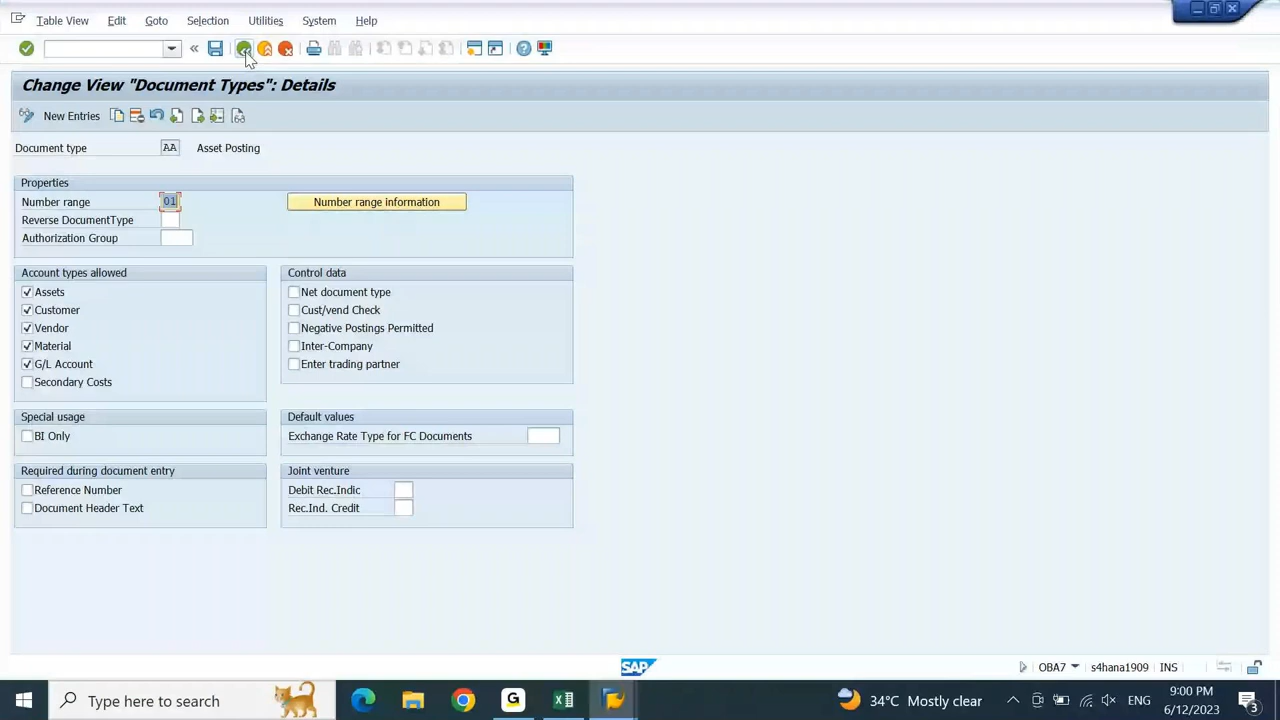 Table View Edit Goto Selection Utilities System Help
Change View "Document Types": Details
New Entries
Document type AA Asset Posting
Properties
Number range 01 Number range information
Reverse DocumentType
Authorization Group
Account types allowed Control data
Assets Net document type
Customer Cust/vend Check
Vendor Negative Postings Permitted
Material Inter-Company
G/L Account Enter trading partner
Secondary Costs
Special usage Default values
BI Only Exchange Rate Type for FC Documents
Required during document entry Joint venture
Reference Number Debit Rec.Indic
Document Header Text Rec.Ind. Credit
SAP OBA7 s4hana1909 INS
Type here to search 34°C Mostly clear ENG 9:00 PM
6/12/2023 3